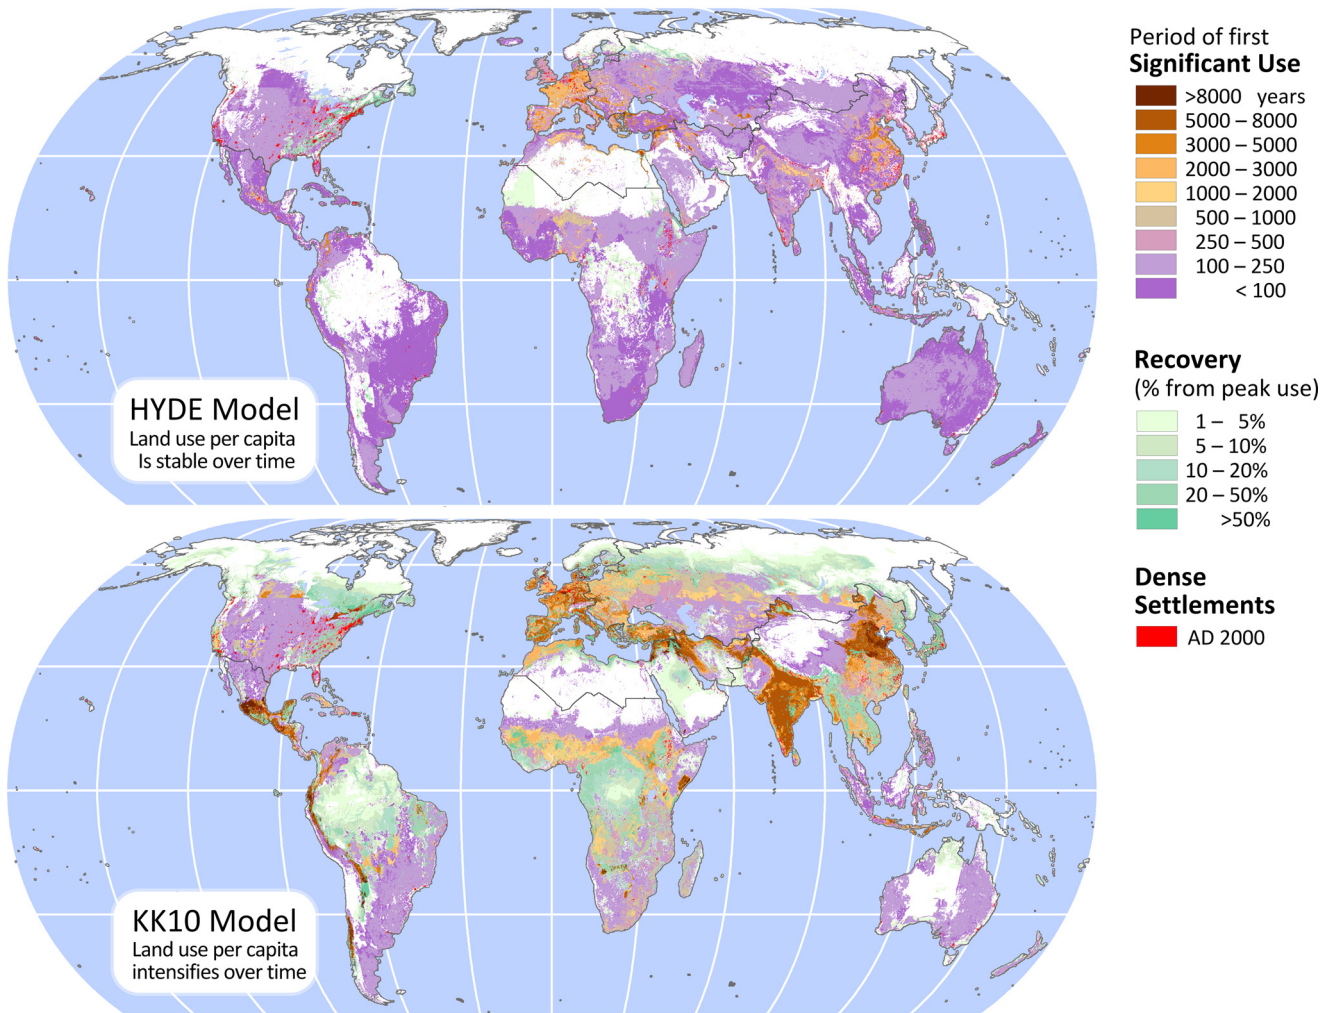 Period of first
Significant Use
>8000 years
5000 – 8000
3000 – 5000
2000 – 3000
1000 – 2000
500 – 1000
250 – 500
100 – 250
< 100
Recovery
(% from peak use)
1 – 5%
5 – 10%
10 – 20%
20 – 50%
>50%
Dense
Settlements
AD 2000
HYDE Model
Land use per capita
Is stable over time
KK10 Model
Land use per capita
intensifies over time